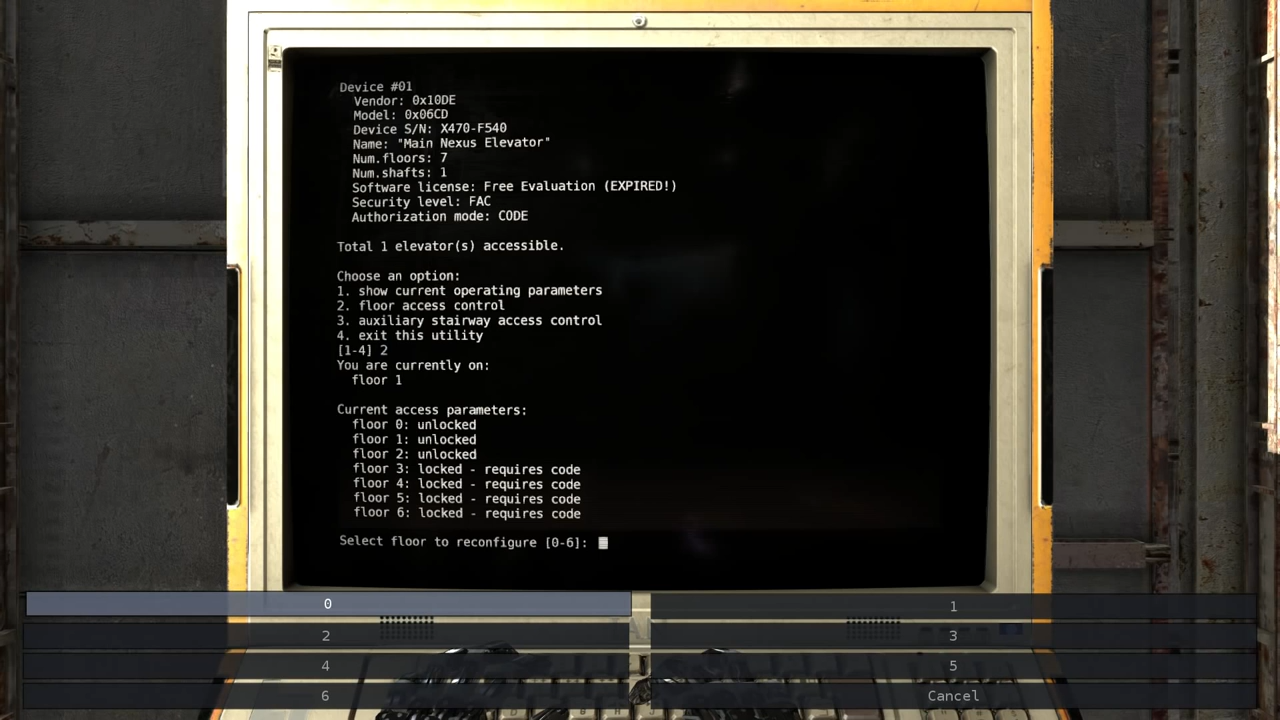 Device #01
Vendor: 0x10DE
Model: 0x06CD
Device S/N: X470-F540
Name: "Main Nexus Elevator"
Num.floors: 7
Num.shafts: 1
Software license: Free Evaluation (EXPIRED!)
Security level: FAC
Authorization mode: CODE
Total 1 elevator(s) accessible.
Choose an option:
1. show current operating parameters
2. floor access control
3. auxiliary stairway access control
4. exit this utility
[1-4] 2
You are currently on:
floor 1
Current access parameters:
floor 0: unlocked
floor 1: unlocked
floor 2: unlocked
floor 3: locked - requires code
floor 4: locked - requires code
floor 5: locked - requires code
floor 6: locked - requires code
Select floor to reconfigure [0-6]:
0
1
2
3
4
5
6
Cancel